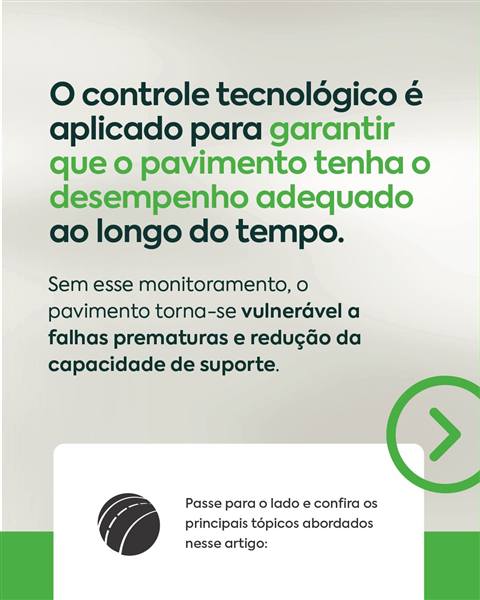 O controle tecnológico é
aplicado para garantir
que o pavimento tenha o
desempenho adequado
ao longo do tempo.
Sem esse monitoramento, o
pavimento torna-se vulnerável a
falhas prematuras e redução da
capacidade de suporte.
Passe para o lado e confira os
principais tópicos abordados
nesse artigo: